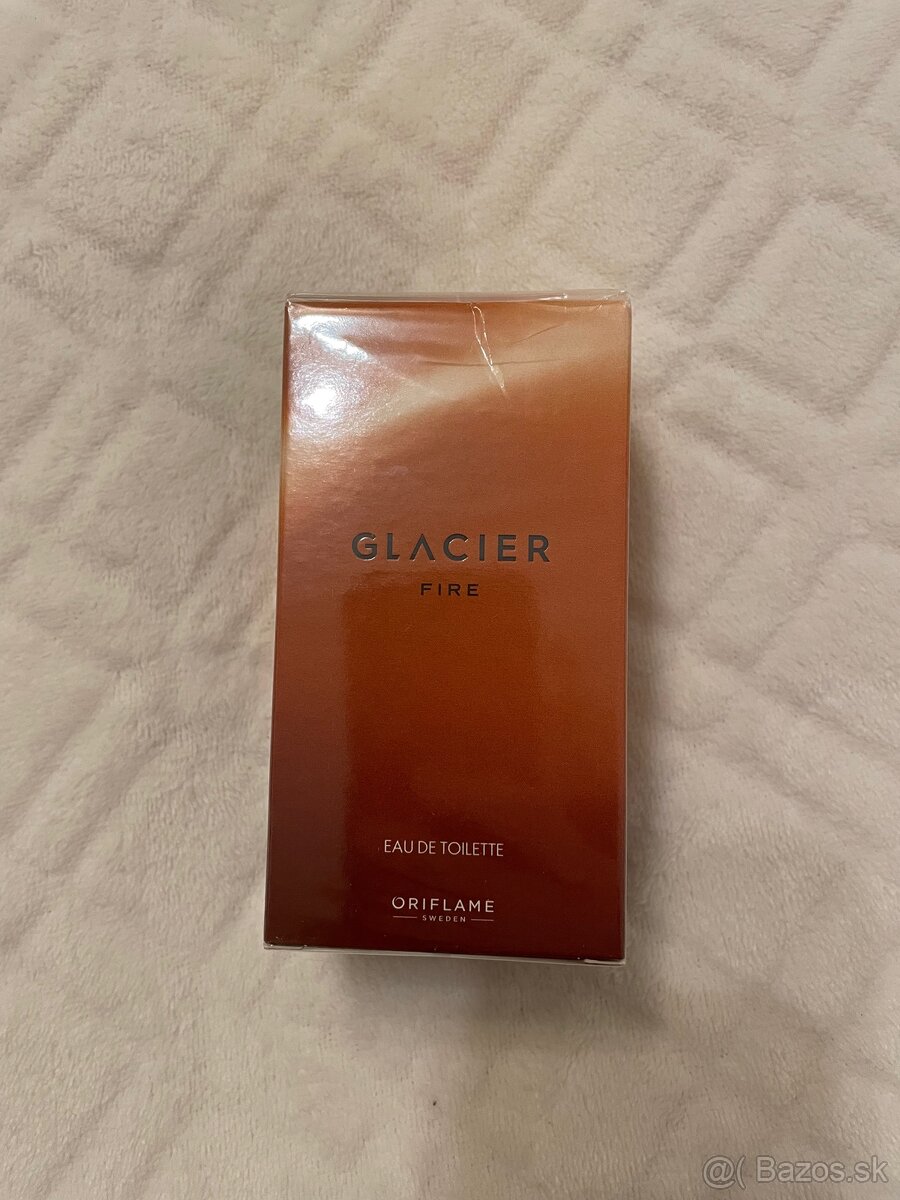 GLACIER
FIRE
EAU DE TOILETTE
ORIFLAME
SWEDEN
@( Bazos.sk